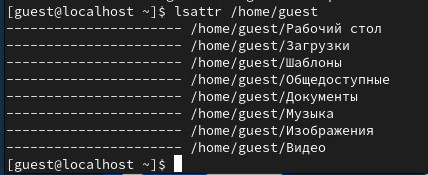 [guest@localhost ~]$ lsattr /home/guest
---------------------- /home/guest/Рабочий стол
---------------------- /home/guest/Загрузки
---------------------- /home/guest/Шаблоны
---------------------- /home/guest/Общедоступные
---------------------- /home/guest/Документы
---------------------- /home/guest/Музыка
---------------------- /home/guest/Изображения
---------------------- /home/guest/Видео
[guest@localhost ~]$